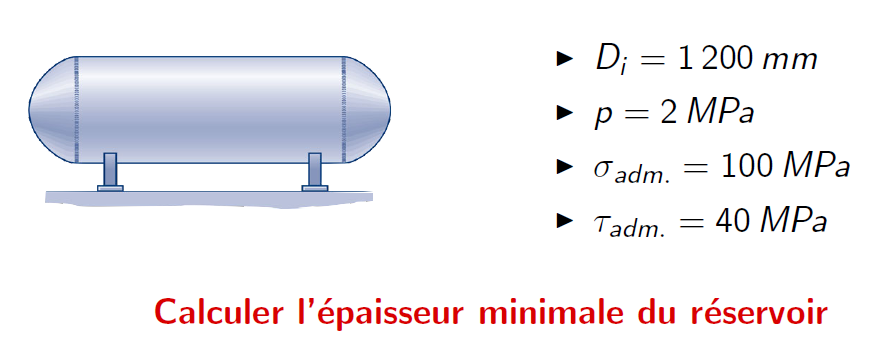 ► Dᵢ = 1 200 mm
► p = 2 MPa
► σ_adm. = 100 MPa
► τ_adm. = 40 MPa
Calculer l'épaisseur minimale du réservoir